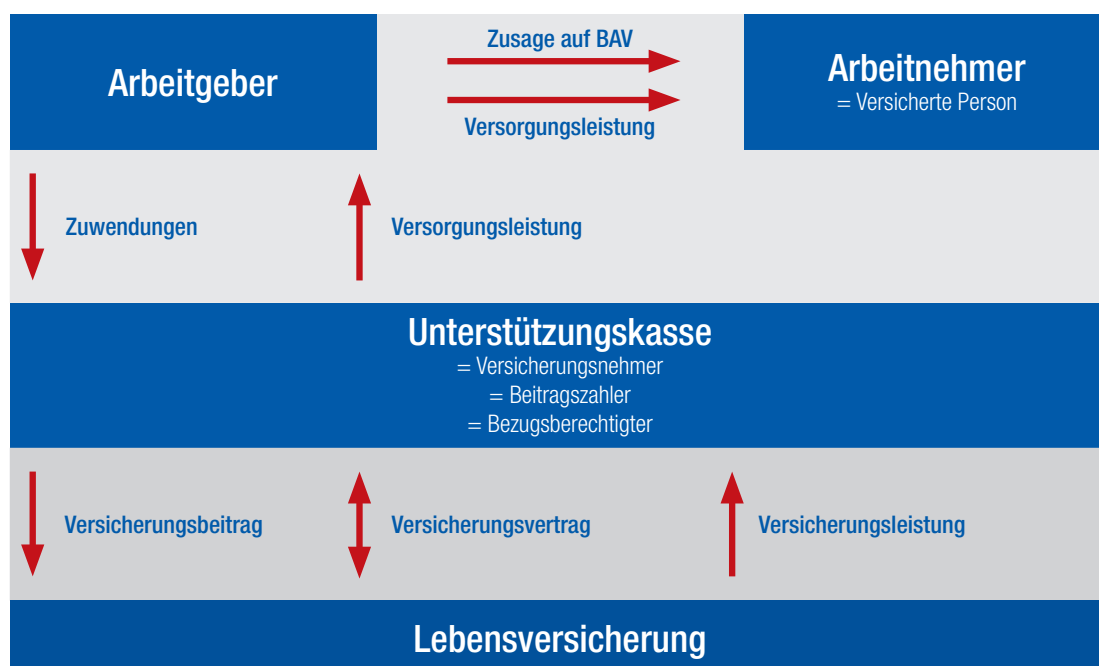 Arbeitgeber
Zusage auf BAV
Versorgungsleistung
Arbeitnehmer
= Versicherte Person
Zuwendungen
Versorgungsleistung
Unterstützungskasse
= Versicherungsnehmer
= Beitragszahler
= Bezugsberechtigter
Versicherungsbeitrag
Versicherungsvertrag
Versicherungsleistung
Lebensversicherung